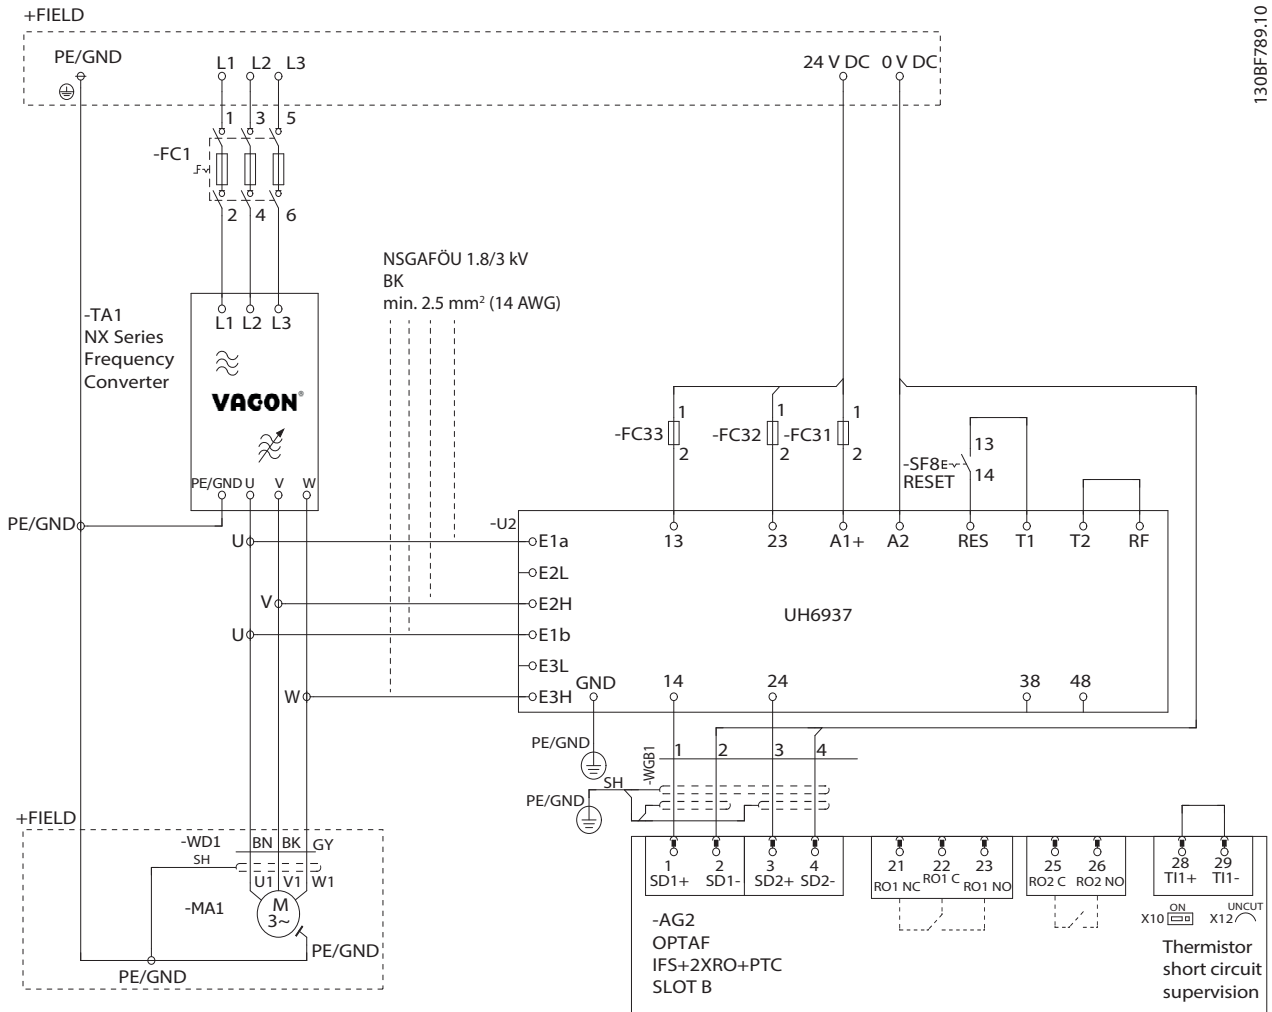 +FIELD
130BF789.10
PE/GND
L1 L2 L3
24 V DC 0 V DC
1 3 5
-FC1
2 4 6
NSGAFÖU 1.8/3 kV
BK
min. 2.5 mm² (14 AWG)
-TA1
NX Series
Frequency
Converter
L1 L2 L3
VACON®
PE/GND U V W
PE/GND
1 1 1
-FC33 -FC32 -FC31
2 2 2
13
-SF8
14
RESET
-U2
13 23 A1+ A2 RES T1 T2 RF
U E1a
E2L
V E2H
UH6937
U E1b
E3L
W E3H
GND 14 24 38 48
PE/GND
-WGB1
1 2 3 4
SH
PE/GND
+FIELD
-WD1 BN BK GY
SH
U1 V1 W1
-MA1
M
3~
PE/GND
PE/GND
1 2 3 4 21 22 23 25 26 28 29
SD1+ SD1- SD2+ SD2- RO1 NC RO1 C RO1 NO RO2 C RO2 NO TI1+ TI1-
ON UNCUT
X10 X12
-AG2
OPTAF
IFS+2XRO+PTC
SLOT B
Thermistor
short circuit
supervision